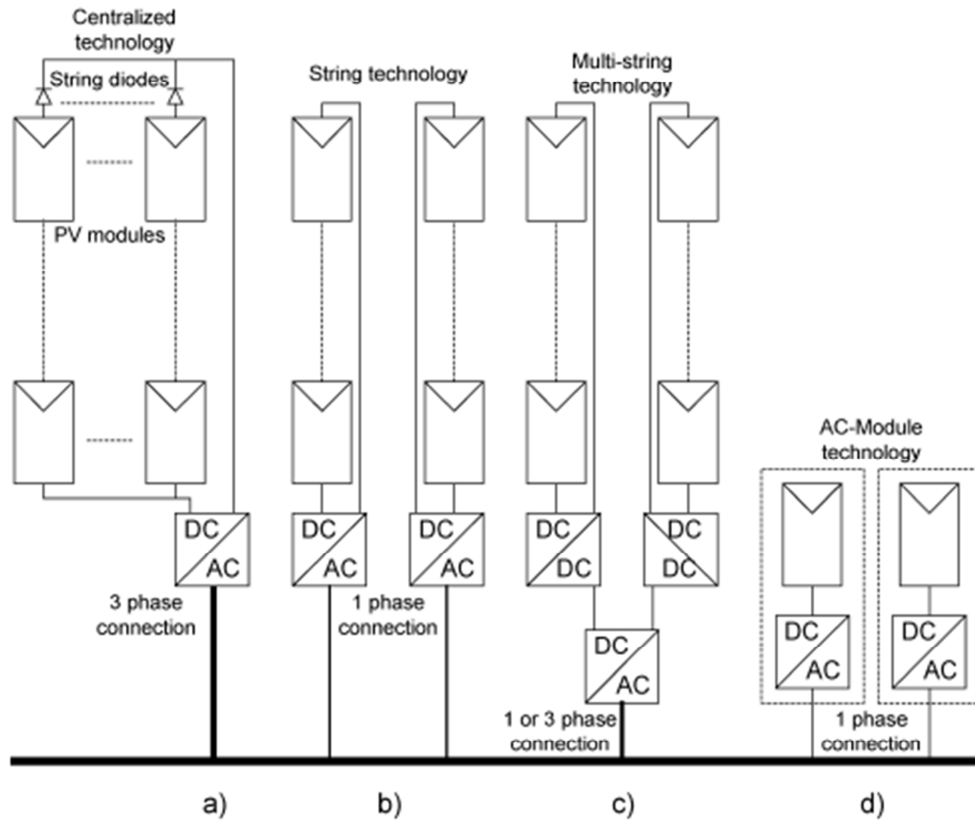 Centralized
technology
String diodes
PV modules
DC
AC
3 phase
connection
a)
String technology
DC
AC
DC
AC
1 phase
connection
b)
Multi-string
technology
DC
DC
DC
DC
DC
AC
1 or 3 phase
connection
c)
AC-Module
technology
DC
AC
DC
AC
1 phase
connection
d)